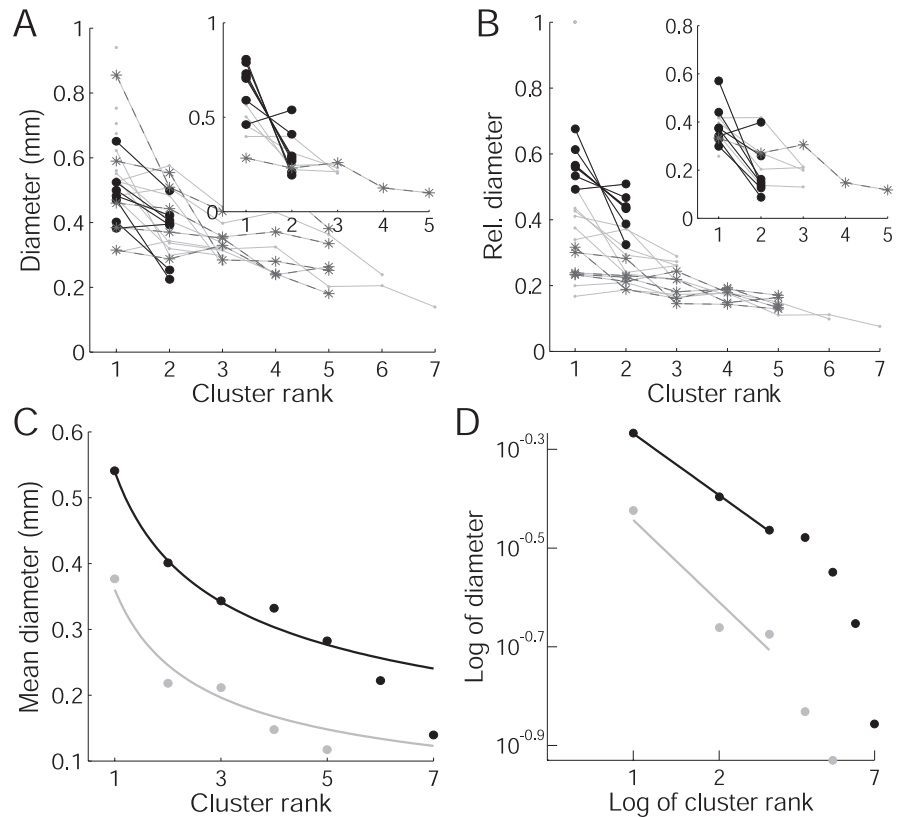 A
Diameter (mm)
1
0.8
0.6
0.4
0.2
0
1 2 3 4 5 6 7
Cluster rank
1
0.5
0
1 2 3 4 5
B
Rel. diameter
1
0.8
0.6
0.4
0.2
0
1 2 3 4 5 6 7
Cluster rank
0.8
0.6
0.4
0.2
0
1 2 3 4 5
C
Mean diameter (mm)
0.6
0.5
0.4
0.3
0.2
0.1
1 3 5 7
Cluster rank
D
Log of diameter
10^-0.3
10^-0.5
10^-0.7
10^-0.9
1 2 7
Log of cluster rank